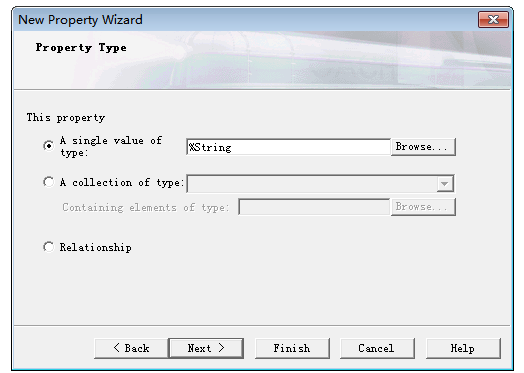 New Property Wizard
Property Type
This property
A single value of
type:
%String
Browse...
A collection of type:
Containing elements of type:
Browse...
Relationship
< Back
Next >
Finish
Cancel
Help